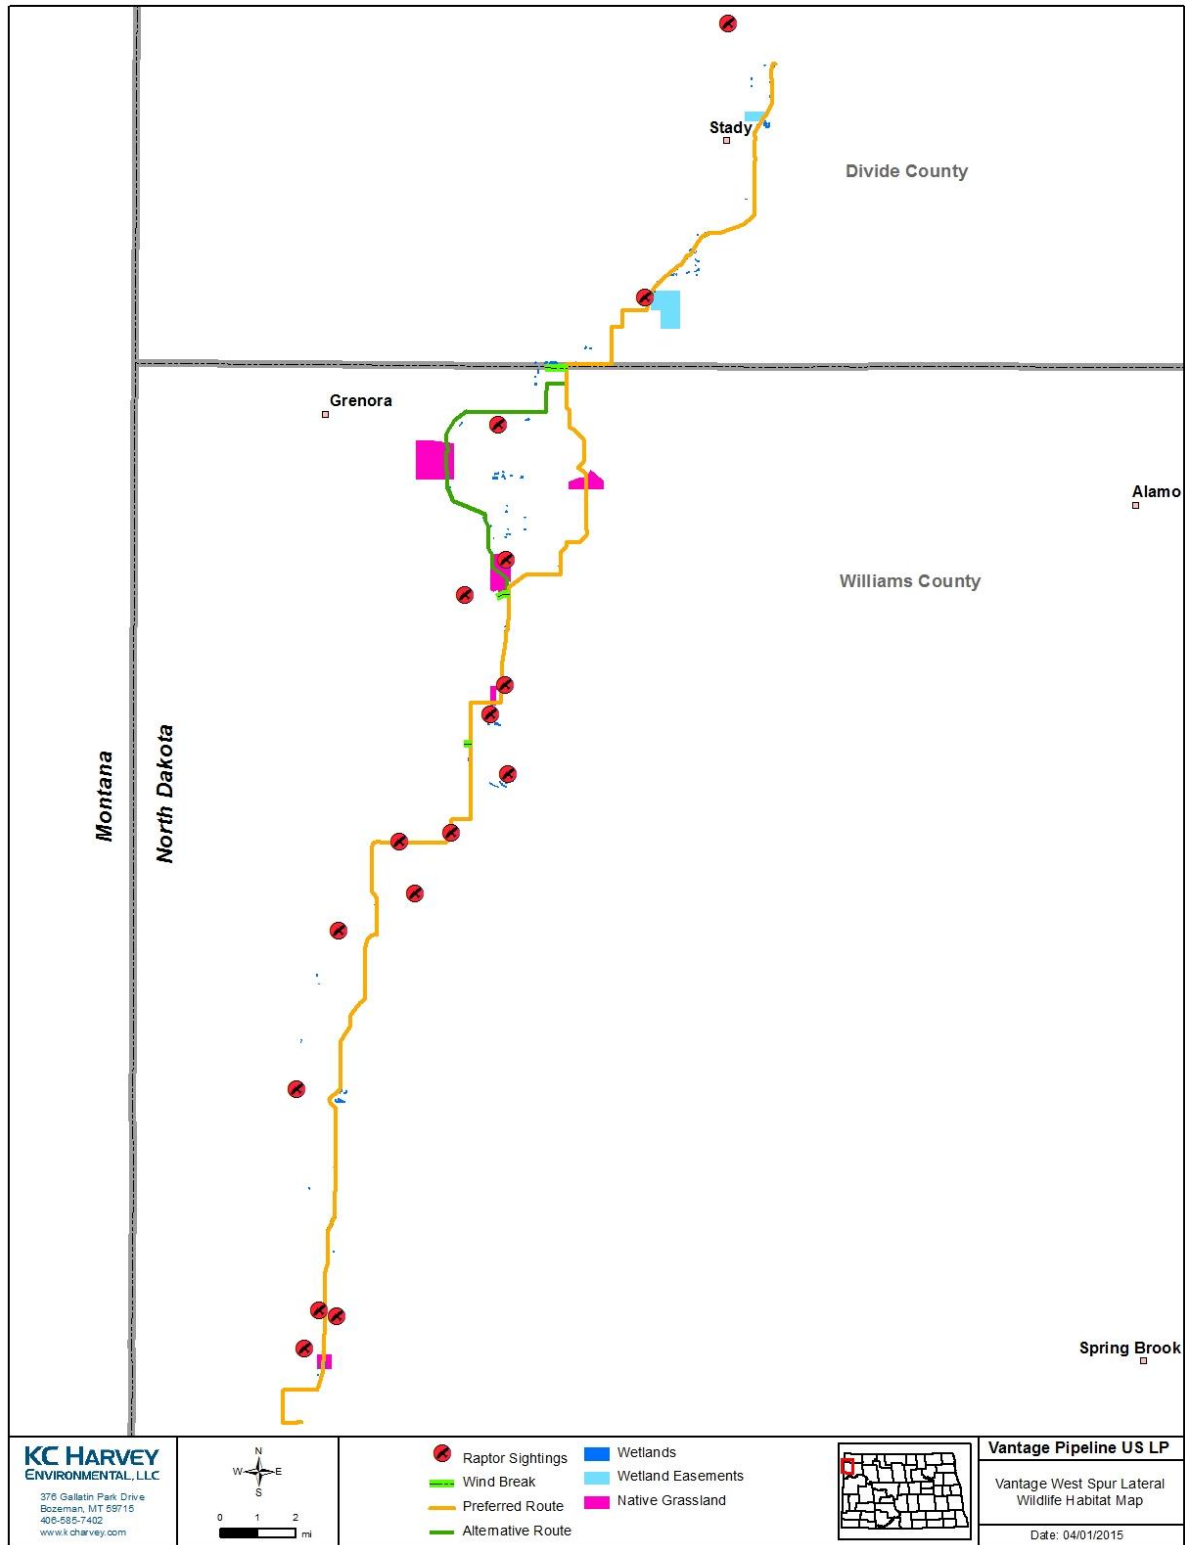 Stady
Divide County
Grenora
Alamo
Williams County
Montana
North Dakota
Spring Brook
KC HARVEY
ENVIRONMENTAL, LLC
376 Gallatin Park Drive
Bozeman, MT 59715
406-585-7402
www.kcharvey.com
N
W E
S
0 1 2
mi
Raptor Sightings
Wind Break
Preferred Route
Alternative Route
Wetlands
Wetland Easements
Native Grassland
Vantage Pipeline US LP
Vantage West Spur Lateral
Wildlife Habitat Map
Date: 04/01/2015